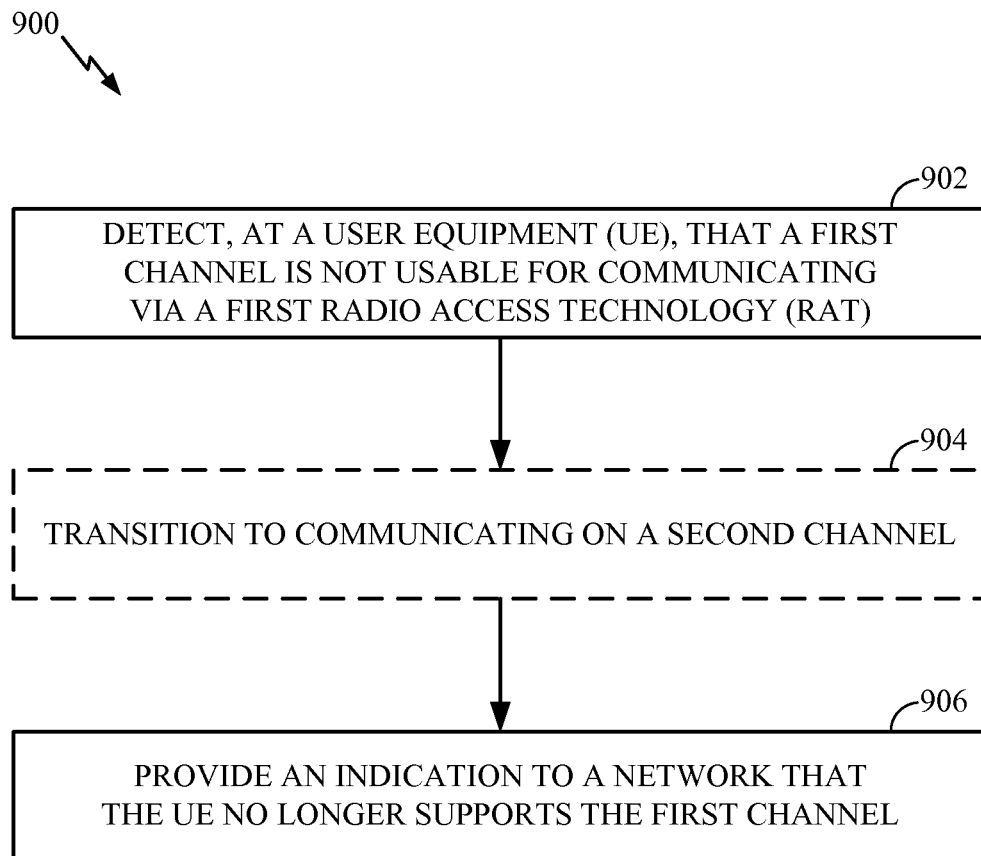 900
902
DETECT, AT A USER EQUIPMENT (UE), THAT A FIRST
CHANNEL IS NOT USABLE FOR COMMUNICATING
VIA A FIRST RADIO ACCESS TECHNOLOGY (RAT)
904
TRANSITION TO COMMUNICATING ON A SECOND CHANNEL
906
PROVIDE AN INDICATION TO A NETWORK THAT
THE UE NO LONGER SUPPORTS THE FIRST CHANNEL